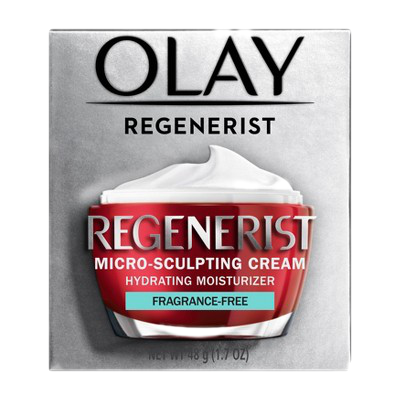 OLAY
REGENERIST
REGENERIST
MICRO-SCULPTING CREAM
HYDRATING MOISTURIZER
FRAGRANCE-FREE
NET WT 48 g (1.7 OZ)